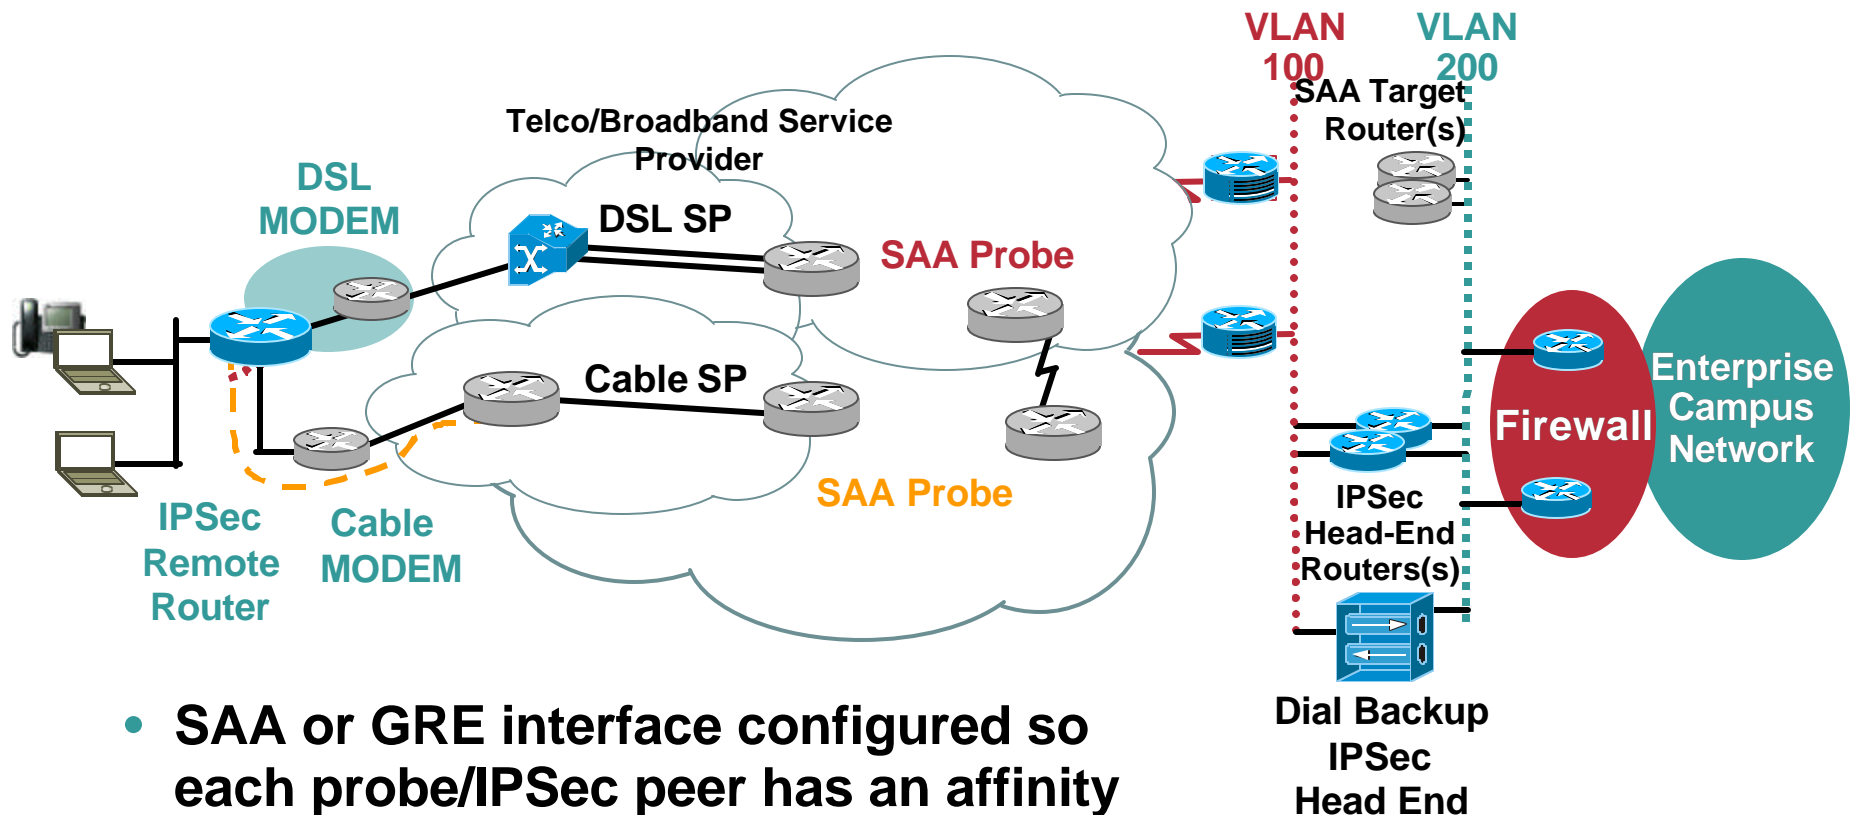 VLAN
100
VLAN
200
SAA Target
Router(s)
Telco/Broadband Service
Provider
DSL
MODEM
DSL SP
SAA Probe
Cable SP
SAA Probe
IPSec
Remote
Router
Cable
MODEM
Firewall
Enterprise
Campus
Network
IPSec
Head-End
Routers(s)
Dial Backup
IPSec
Head End
• SAA or GRE interface configured so
each probe/IPSec peer has an affinity